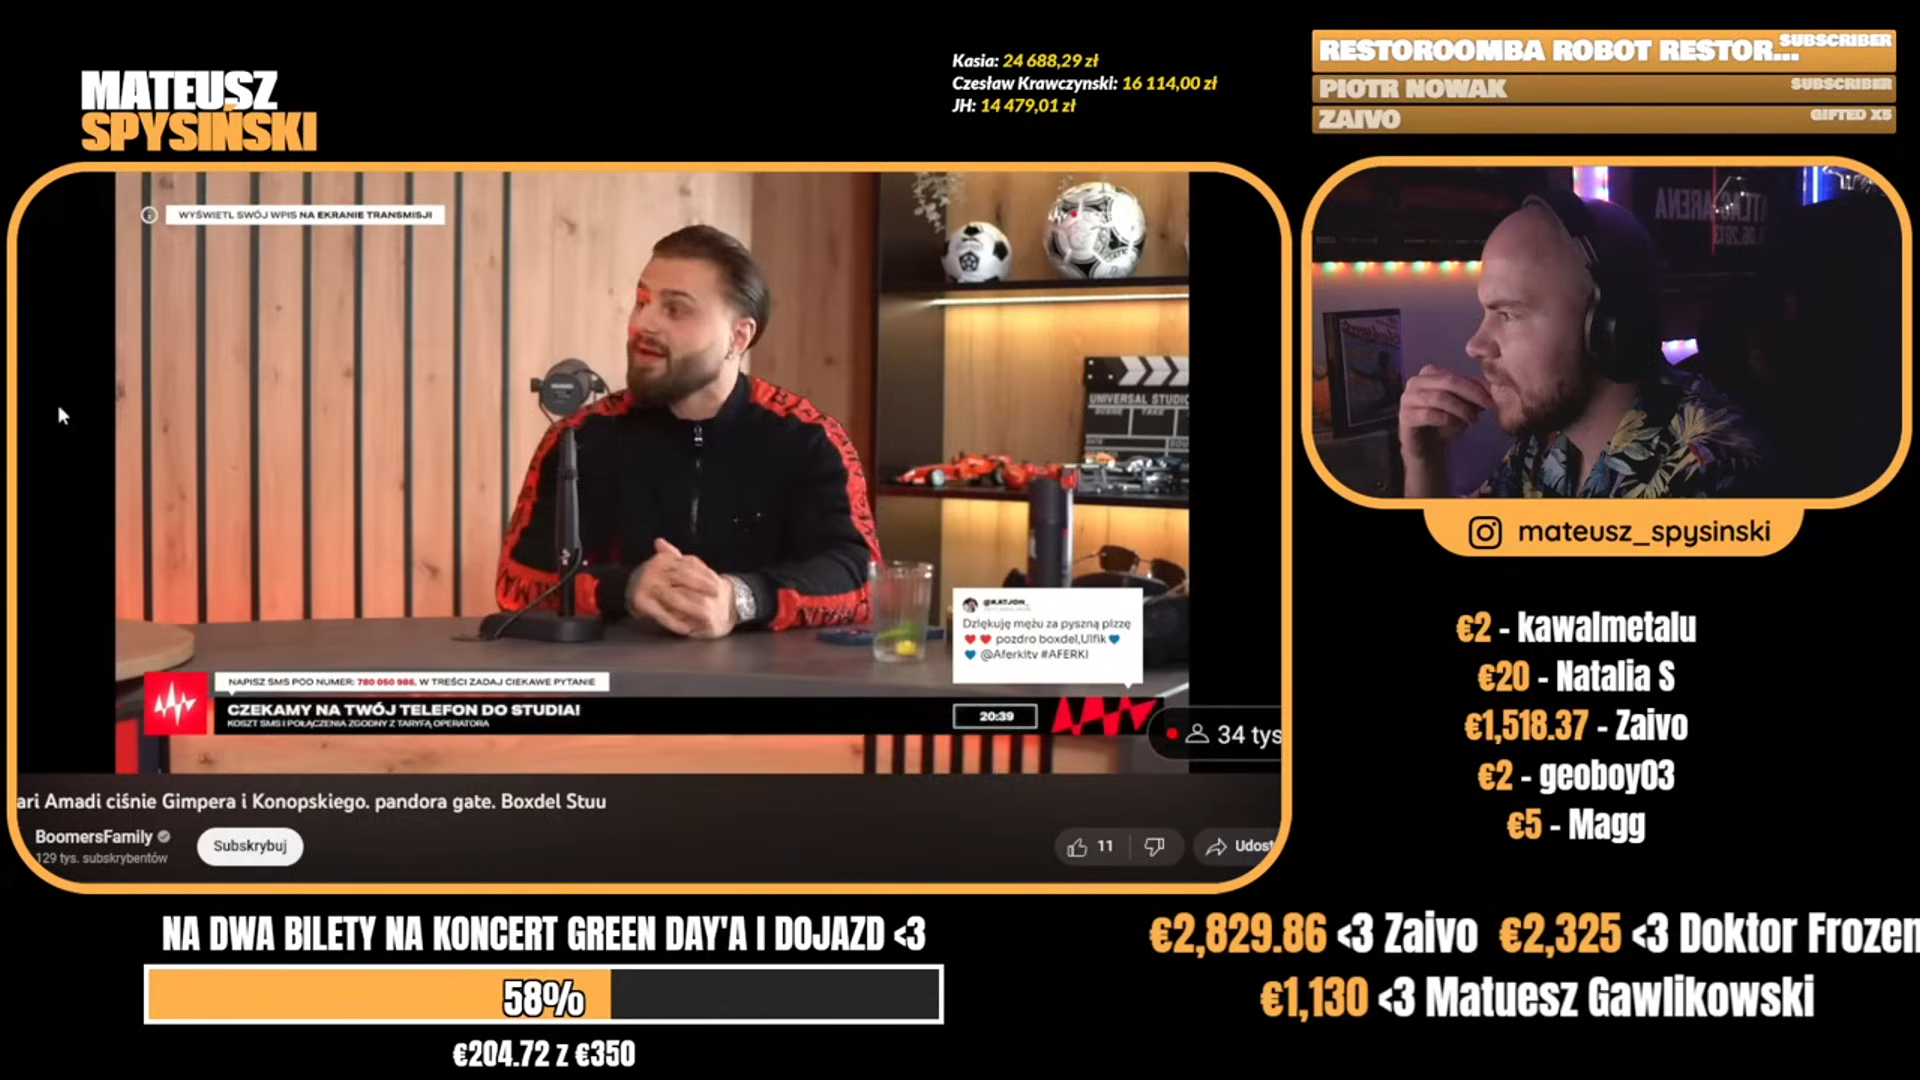 MATEUSZ
SPYSIŃSKI
Kasia: 24 688,29 zł
Czesław Krawczynski: 16 114,00 zł
JH: 14 479,01 zł
RESTOROOMBA ROBOT RESTOR... SUBSCRIBER
PIOTR NOWAK SUBSCRIBER
ZAIVO GIFTED X5
WYŚWIETL SWÓJ WPIS NA EKRANIE TRANSMISJI
UNIVERSAL STUDIO
SCENE TAKE
@KATJON_
Dziękuję mężu za pyszną pizzę
❤️ ❤️ pozdro boxdel,Ulfik💙
💙 @Aferkitv #AFERKI
NAPISZ SMS POD NUMER: 780 050 986, W TREŚCI ZADAJ CIEKAWE PYTANIE
CZEKAMY NA TWÓJ TELEFON DO STUDIA!
KOSZT SMS I POŁĄCZENIA ZGODNY Z TARYFĄ OPERATORA
20:39
34 tys
ari Amadi ciśnie Gimpera i Konopskiego. pandora gate. Boxdel Stuu
BoomersFamily
129 tys. subskrybentów
Subskrybuj
11
Udost
mateusz_spysinski
€2 - kawalmetalu
€20 - Natalia S
€1,518.37 - Zaivo
€2 - geoboy03
€5 - Magg
NA DWA BILETY NA KONCERT GREEN DAY'A I DOJAZD <3
58%
€204.72 z €350
€2,829.86 <3 Zaivo €2,325 <3 Doktor Frozen
€1,130 <3 Matuesz Gawlikowski